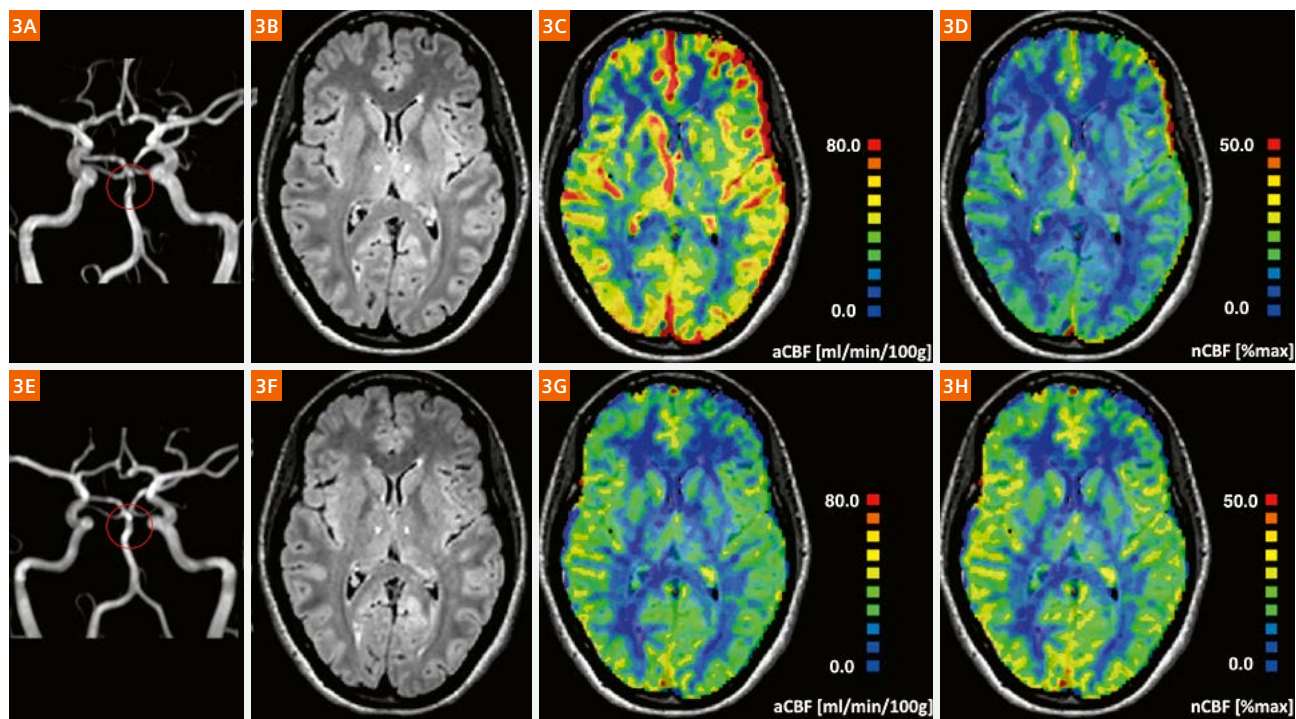 3A
3B
3C
80.0
0.0
aCBF [ml/min/100g]
3D
50.0
0.0
nCBF [%max]
3E
3F
3G
80.0
0.0
aCBF [ml/min/100g]
3H
50.0
0.0
nCBF [%max]